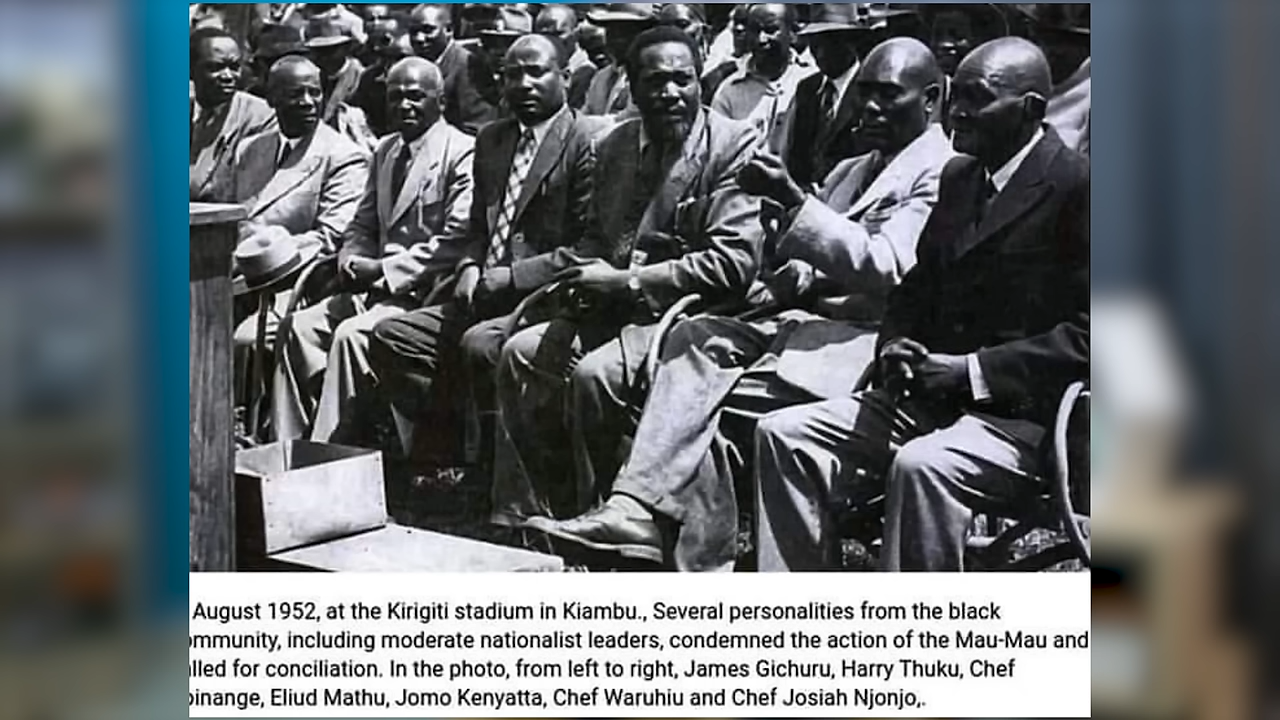 August 1952, at the Kirigiti stadium in Kiambu., Several personalities from the black
ommunity, including moderate nationalist leaders, condemned the action of the Mau-Mau and
lled for conciliation. In the photo, from left to right, James Gichuru, Harry Thuku, Chef
oinange, Eliud Mathu, Jomo Kenyatta, Chef Waruhiu and Chef Josiah Njonjo,.